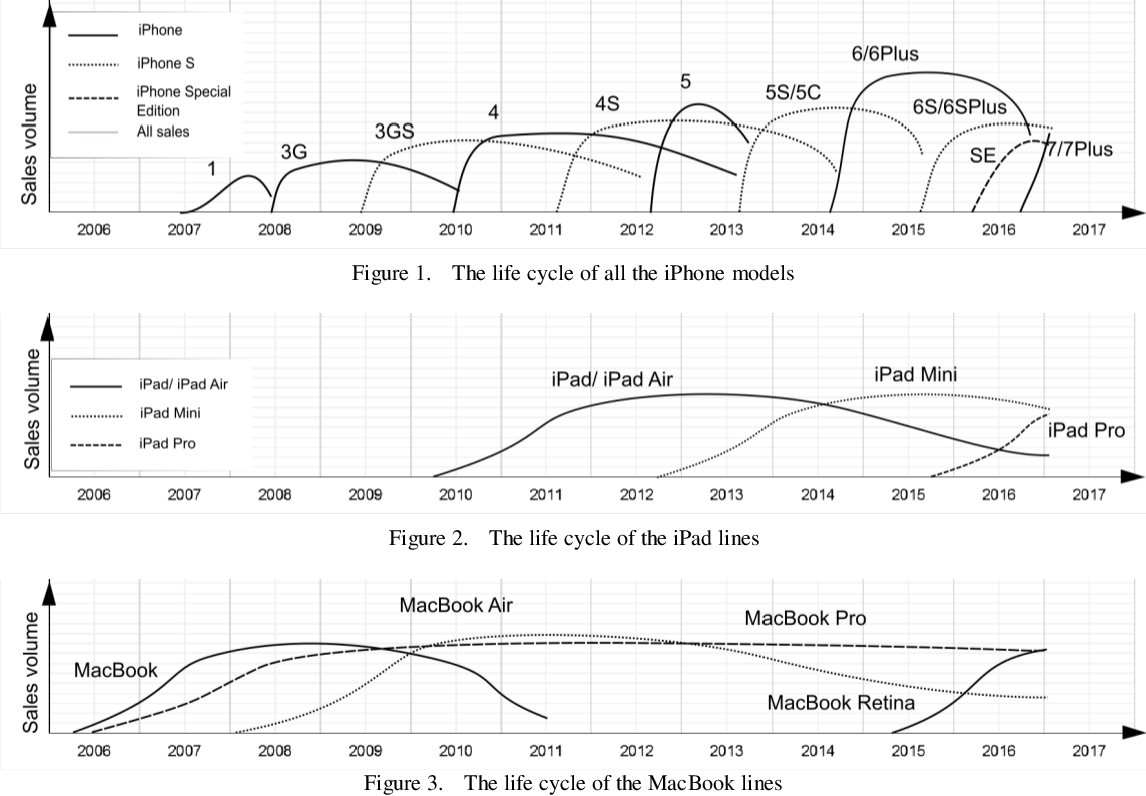 Sales volume
iPhone
iPhone S
iPhone Special
Edition
All sales
1
3G
3GS
4
4S
5
5S/5C
6/6Plus
6S/6SPlus
SE
7/7Plus
2006 2007 2008 2009 2010 2011 2012 2013 2014 2015 2016 2017
Figure 1. The life cycle of all the iPhone models
Sales volume
iPad/ iPad Air
iPad Mini
iPad Pro
iPad/ iPad Air
iPad Mini
iPad Pro
2006 2007 2008 2009 2010 2011 2012 2013 2014 2015 2016 2017
Figure 2. The life cycle of the iPad lines
Sales volume
MacBook
MacBook Air
MacBook Pro
MacBook Retina
2006 2007 2008 2009 2010 2011 2012 2013 2014 2015 2016 2017
Figure 3. The life cycle of the MacBook lines